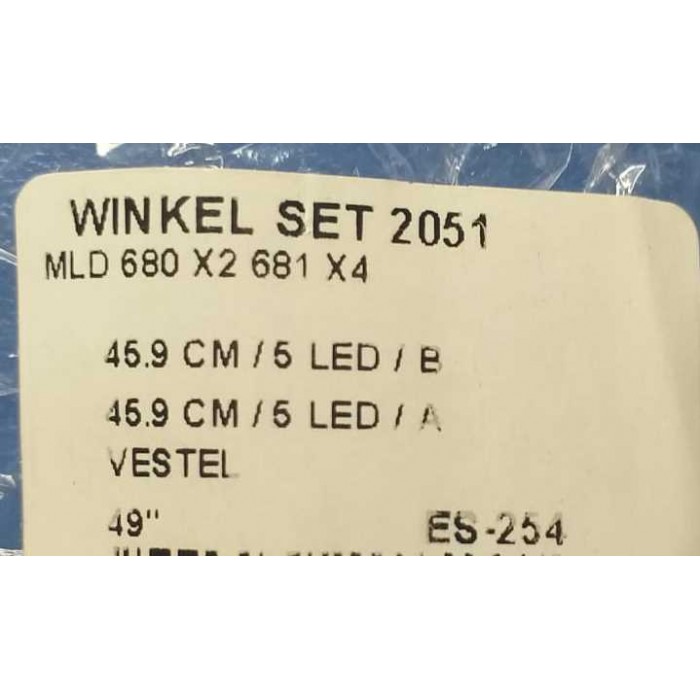 WINKEL SET 2051
MLD 680 X2 681 X4
45.9 CM / 5 LED / B
45.9 CM / 5 LED / A
VESTEL
49" ES-254